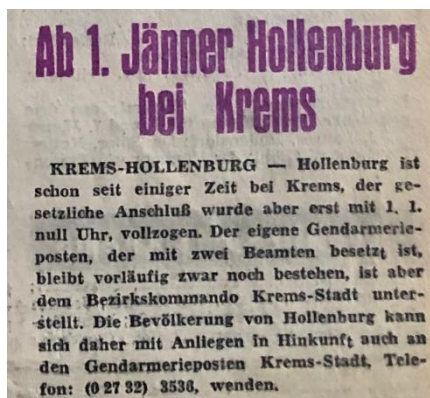 Ab 1. Jänner Hollenburg
bei Krems
KREMS-HOLLENBURG — Hollenburg ist
schon seit einiger Zeit bei Krems, der ge-
setzliche Anschluß wurde aber erst mit 1. 1.
null Uhr, vollzogen. Der eigene Gendarmerie-
posten, der mit zwei Beamten besetzt ist,
bleibt vorläufig zwar noch bestehen, ist aber
dem Bezirkskommando Krems-Stadt unter-
stellt. Die Bevölkerung von Hollenburg kann
sich daher mit Anliegen in Hinkunft auch an
den Gendarmerieposten Krems-Stadt, Tele-
fon: (0 27 32) 3536, wenden.